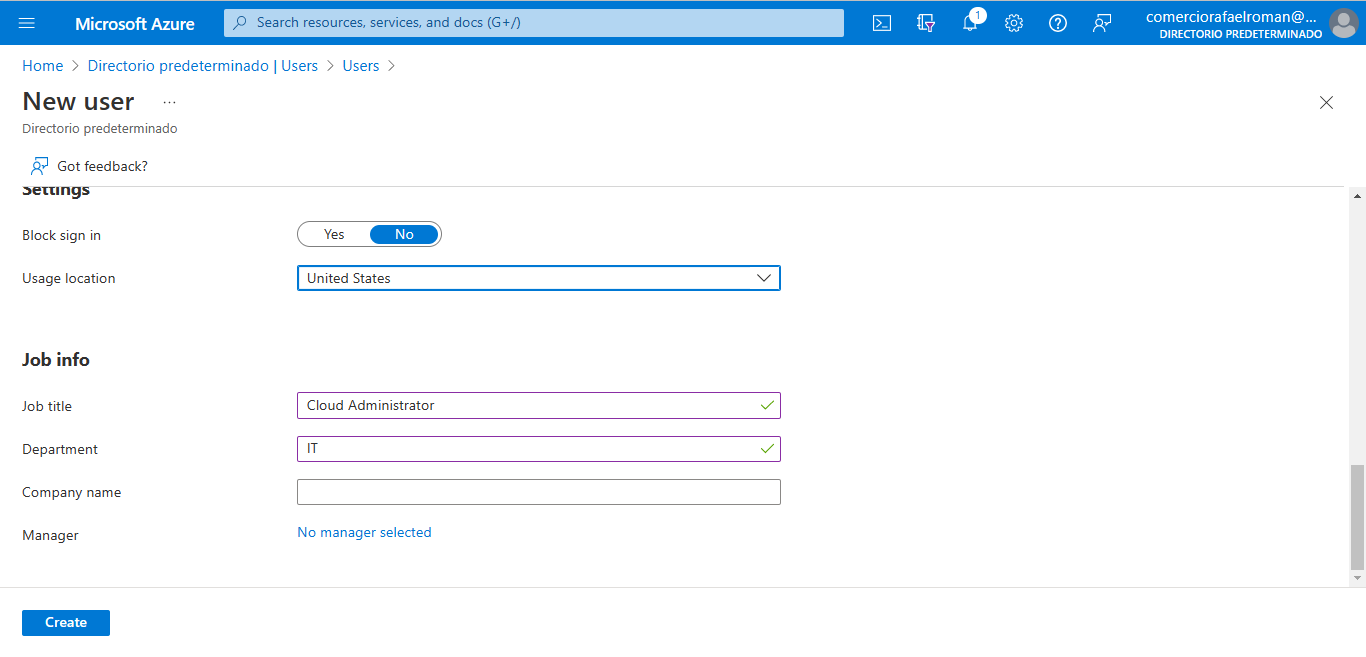 Microsoft Azure
Search resources, services, and docs (G+/)
1
comerciorafaelroman@...
DIRECTORIO PREDETERMINADO
Home > Directorio predeterminado | Users > Users >
New user ...
Directorio predeterminado
Got feedback?
Settings
Block sign in Yes No
Usage location United States
Job info
Job title Cloud Administrator
Department IT
Company name
Manager No manager selected
Create